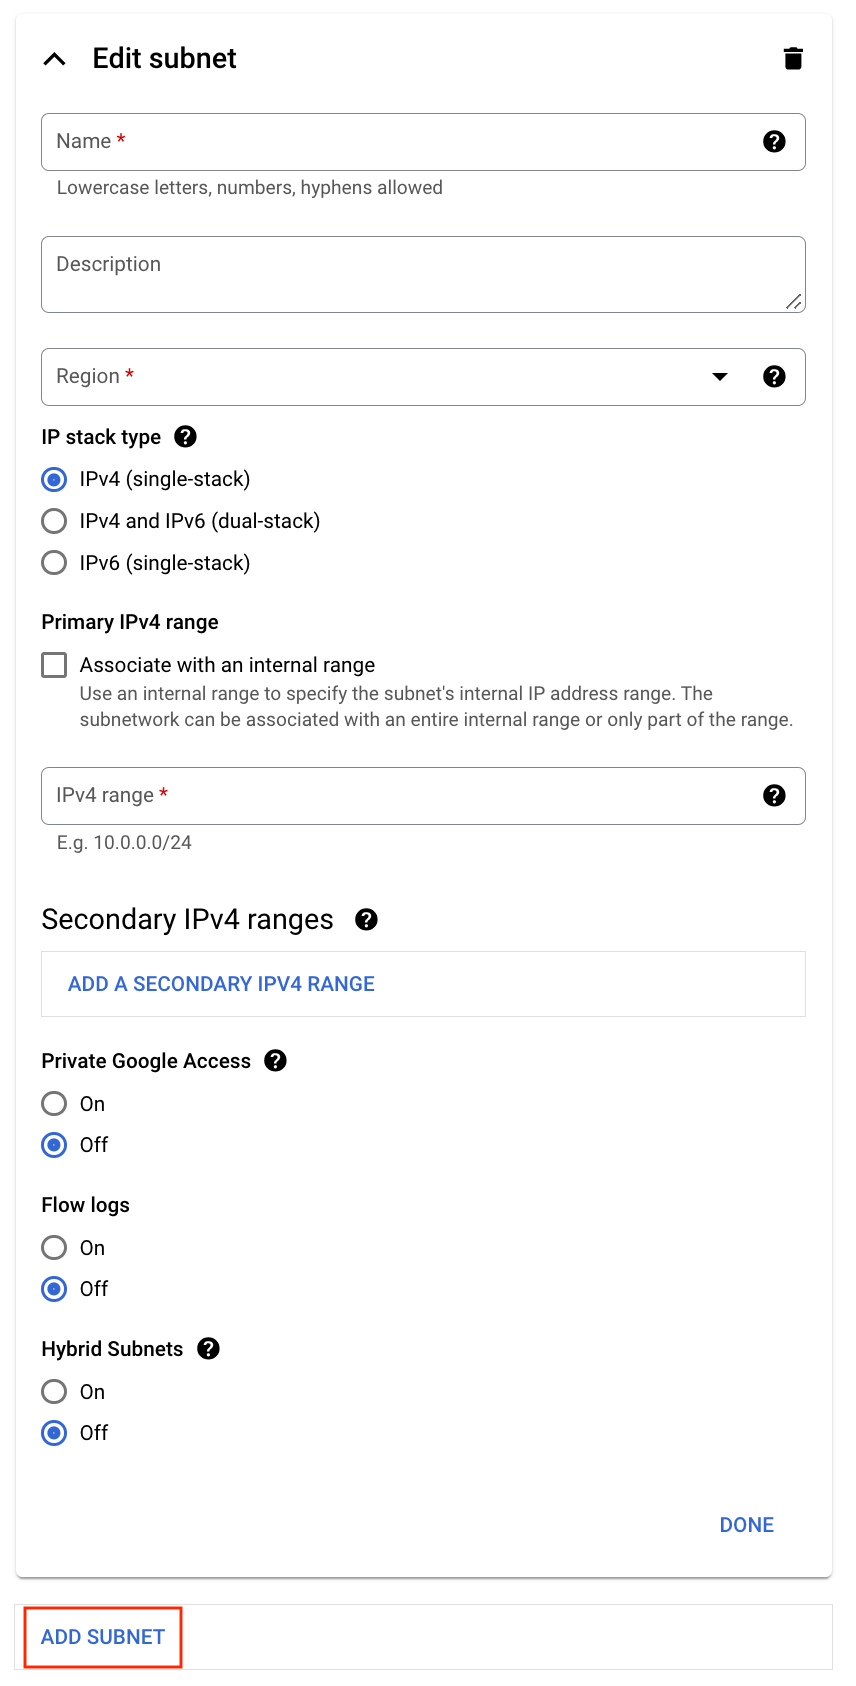 Edit subnet
Name *
Lowercase letters, numbers, hyphens allowed
Description
Region *
IP stack type
IPv4 (single-stack)
IPv4 and IPv6 (dual-stack)
IPv6 (single-stack)
Primary IPv4 range
Associate with an internal range
Use an internal range to specify the subnet's internal IP address range. The
subnetwork can be associated with an entire internal range or only part of the range.
IPv4 range *
E.g. 10.0.0.0/24
Secondary IPv4 ranges
ADD A SECONDARY IPV4 RANGE
Private Google Access
On
Off
Flow logs
On
Off
Hybrid Subnets
On
Off
DONE
ADD SUBNET